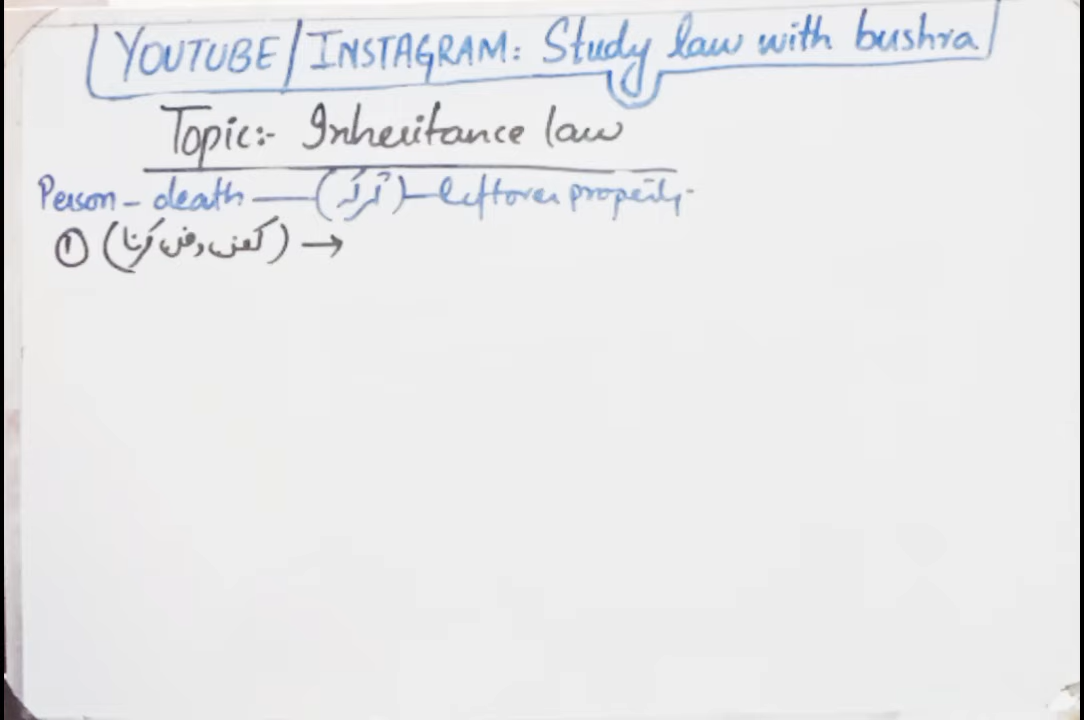 YOUTUBE/INSTAGRAM: Study law with bushra
Topic:- Inheritance law
Person - death — (ترکہ) — leftover property.
① (کفن دفن کرنا) →